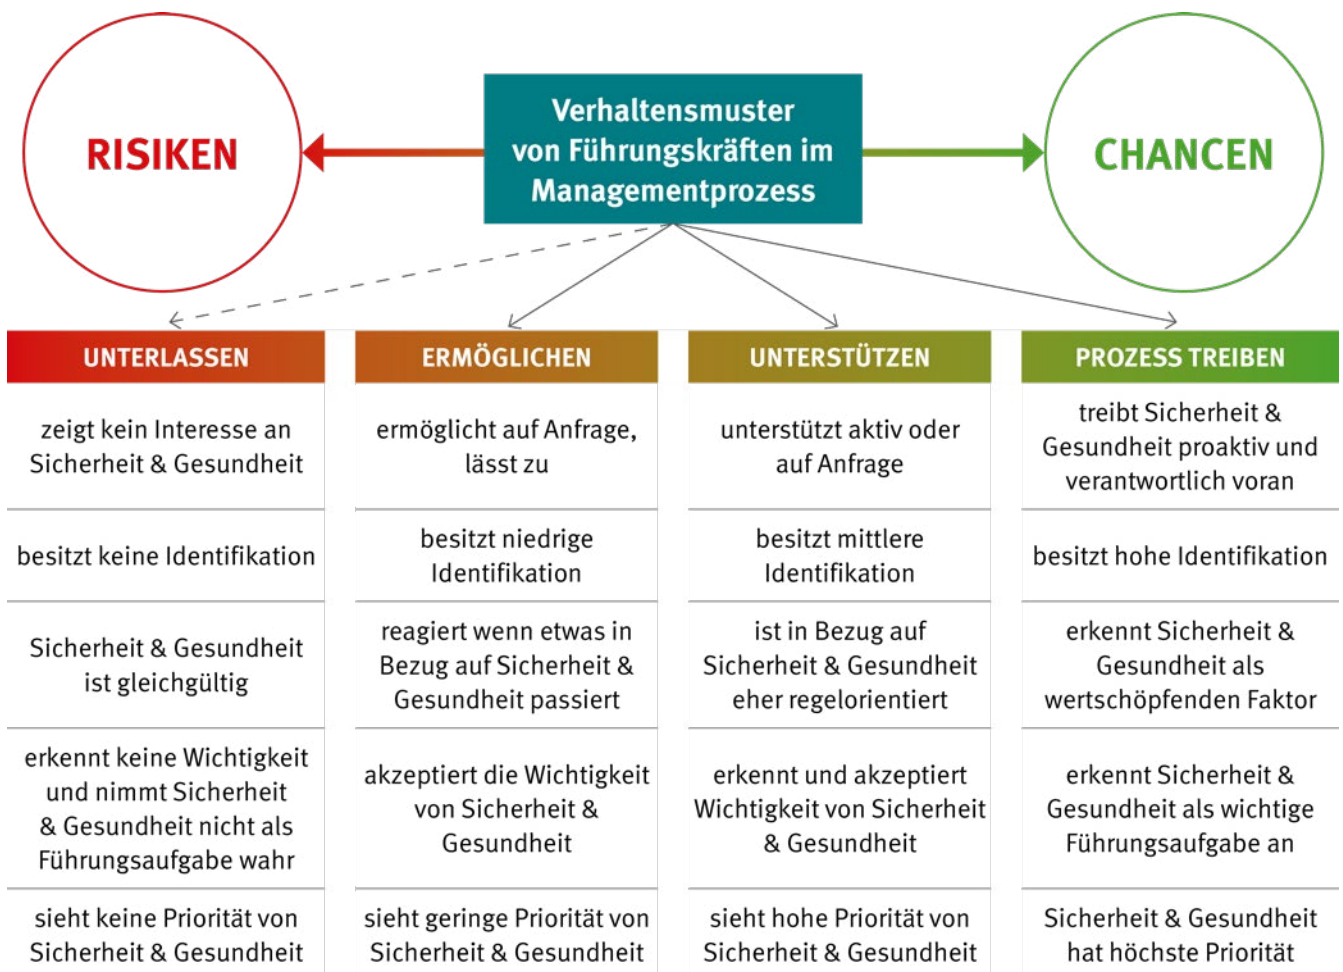 RISIKEN
Verhaltensmuster
von Führungskräften im
Managementprozess
CHANCEN
UNTERLASSEN
zeigt kein Interesse an
Sicherheit & Gesundheit
besitzt keine Identifikation
Sicherheit & Gesundheit
ist gleichgültig
erkennt keine Wichtigkeit
und nimmt Sicherheit
& Gesundheit nicht als
Führungsaufgabe wahr
sieht keine Priorität von
Sicherheit & Gesundheit
ERMÖGLICHEN
ermöglicht auf Anfrage,
lässt zu
besitzt niedrige
Identifikation
reagiert wenn etwas in
Bezug auf Sicherheit &
Gesundheit passiert
akzeptiert die Wichtigkeit
von Sicherheit &
Gesundheit
sieht geringe Priorität von
Sicherheit & Gesundheit
UNTERSTÜTZEN
unterstützt aktiv oder
auf Anfrage
besitzt mittlere
Identifikation
ist in Bezug auf
Sicherheit & Gesundheit
eher regelorientiert
erkennt und akzeptiert
Wichtigkeit von Sicherheit
& Gesundheit
sieht hohe Priorität von
Sicherheit & Gesundheit
PROZESS TREIBEN
treibt Sicherheit &
Gesundheit proaktiv und
verantwortlich voran
besitzt hohe Identifikation
erkennt Sicherheit &
Gesundheit als
wertschöpfenden Faktor
erkennt Sicherheit &
Gesundheit als wichtige
Führungsaufgabe an
Sicherheit & Gesundheit
hat höchste Priorität